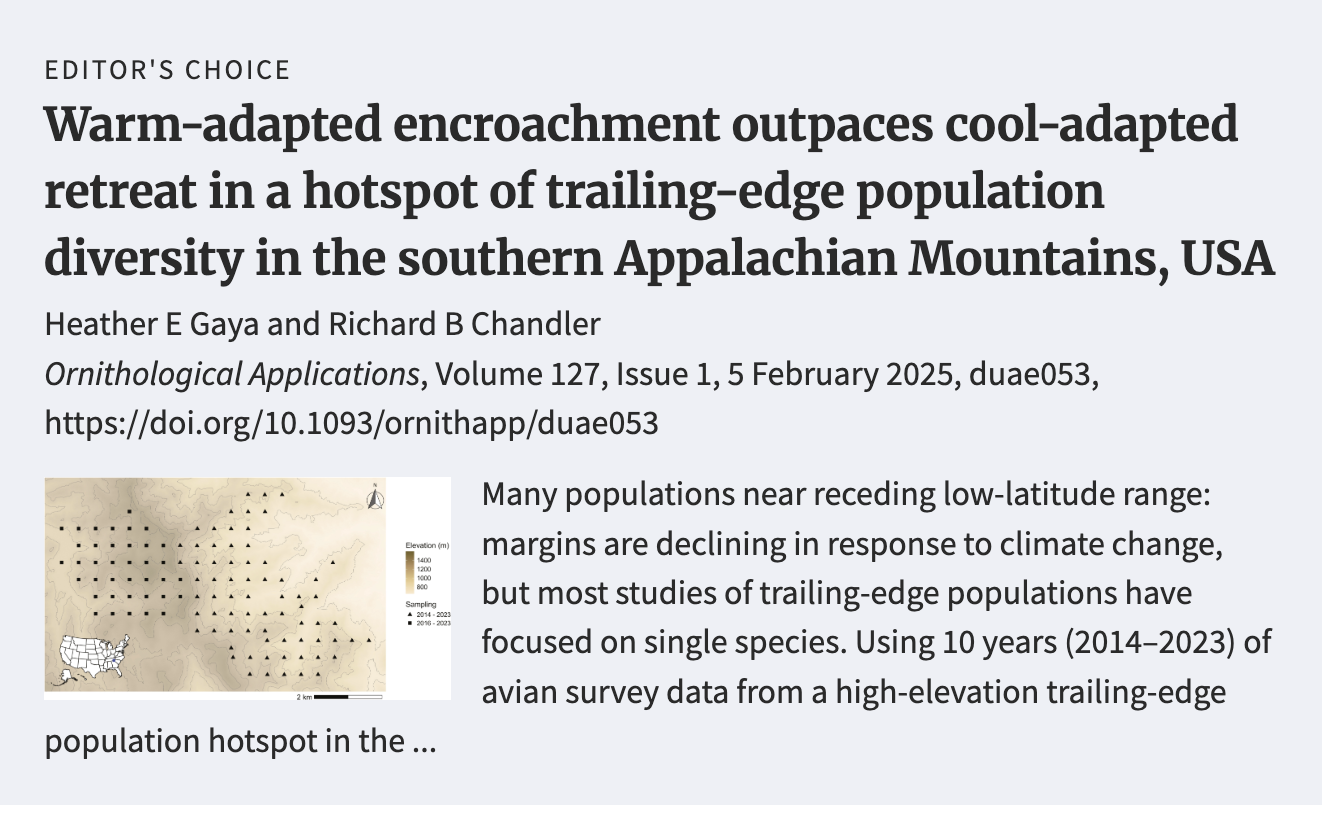 EDITOR'S CHOICE
Warm-adapted encroachment outpaces cool-adapted
retreat in a hotspot of trailing-edge population
diversity in the southern Appalachian Mountains, USA
Heather E Gaya and Richard B Chandler
Ornithological Applications, Volume 127, Issue 1, 5 February 2025, duae053,
https://doi.org/10.1093/ornithapp/duae053
N
Elevation (m)
1400
1200
1000
800
Sampling
2014 - 2023
2016 - 2023
2 km
Many populations near receding low-latitude range:
margins are declining in response to climate change,
but most studies of trailing-edge populations have
focused on single species. Using 10 years (2014–2023) of
avian survey data from a high-elevation trailing-edge
population hotspot in the ...